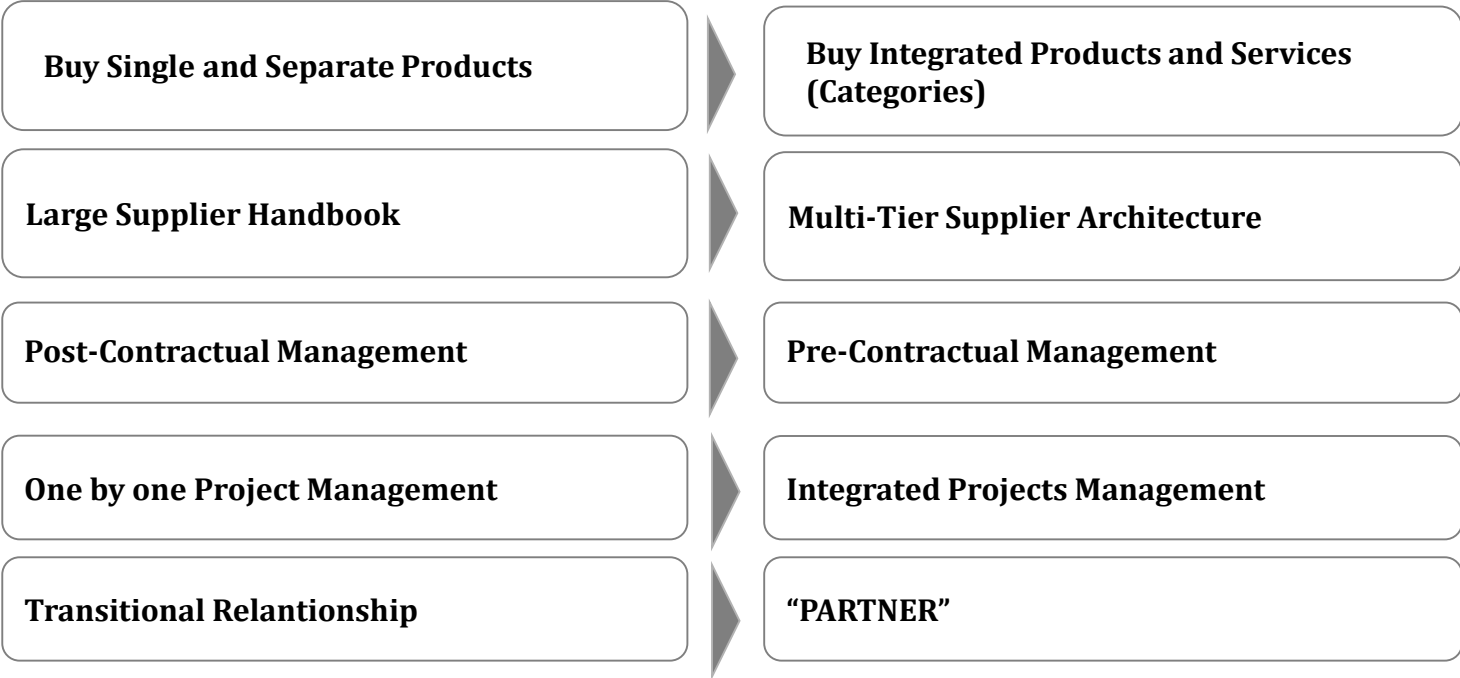 Buy Single and Separate Products
Buy Integrated Products and Services
(Categories)
Large Supplier Handbook
Multi-Tier Supplier Architecture
Post-Contractual Management
Pre-Contractual Management
One by one Project Management
Integrated Projects Management
Transitional Relantionship
“PARTNER”